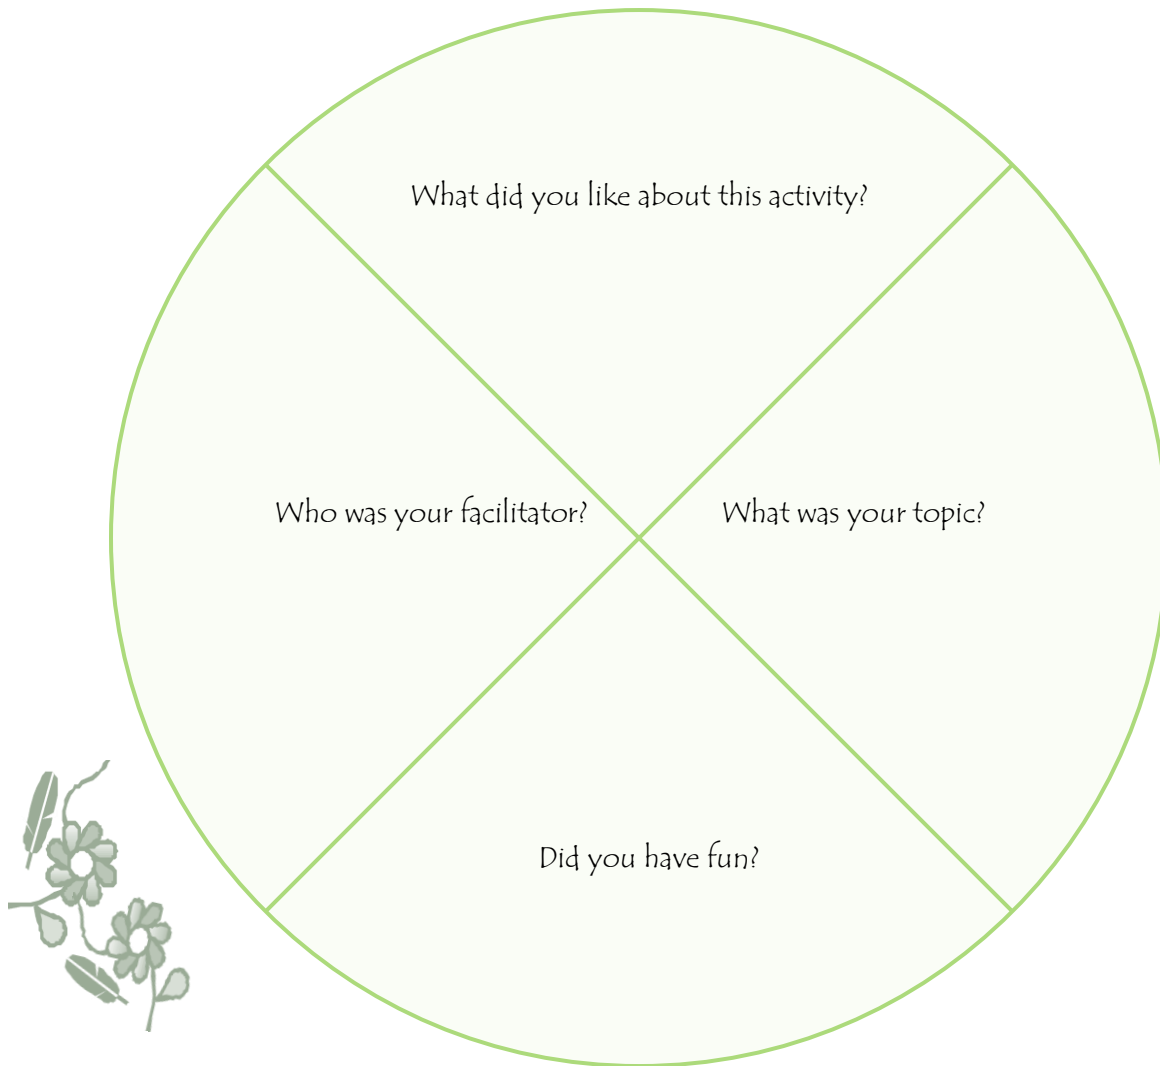 What did you like about this activity?
Who was your facilitator?
What was your topic?
Did you have fun?